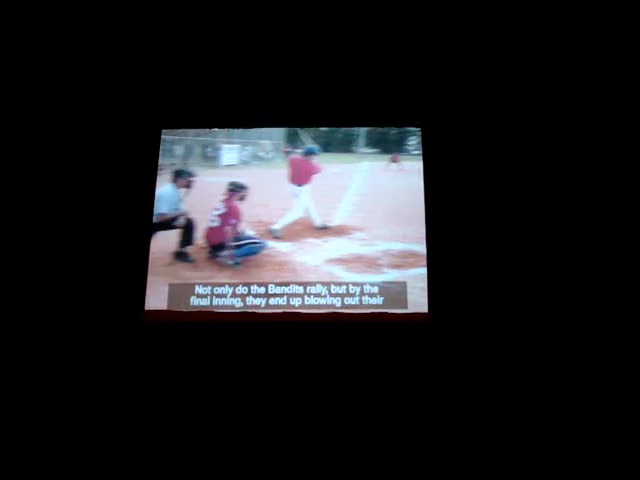 Not only do the Bandits rally, but by the
final inning, they end up blowing out their